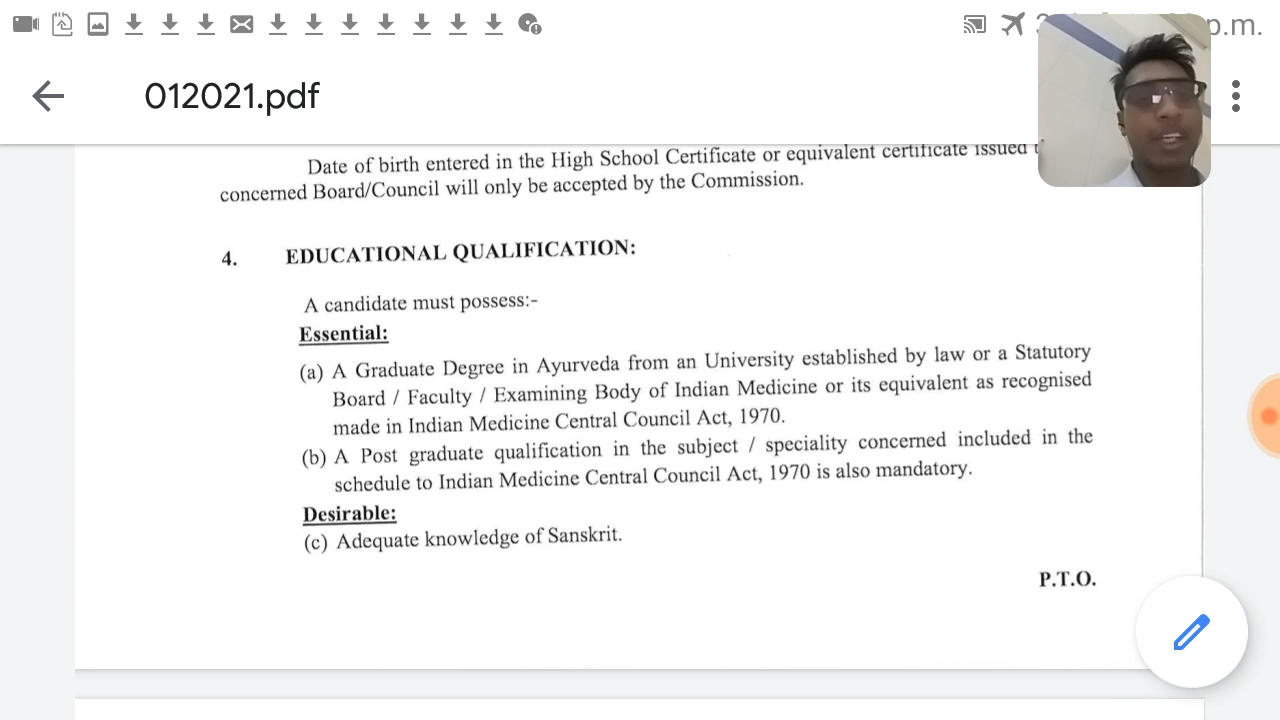 p.m.
012021.pdf
Date of birth entered in the High School Certificate or equivalent certificate issued
concerned Board/Council will only be accepted by the Commission.
4. EDUCATIONAL QUALIFICATION:
A candidate must possess:-
Essential:
(a) A Graduate Degree in Ayurveda from an University established by law or a Statutory
Board / Faculty / Examining Body of Indian Medicine or its equivalent as recognised
made in Indian Medicine Central Council Act, 1970.
(b) A Post graduate qualification in the subject / speciality concerned included in the
schedule to Indian Medicine Central Council Act, 1970 is also mandatory.
Desirable:
(c) Adequate knowledge of Sanskrit.
P.T.O.